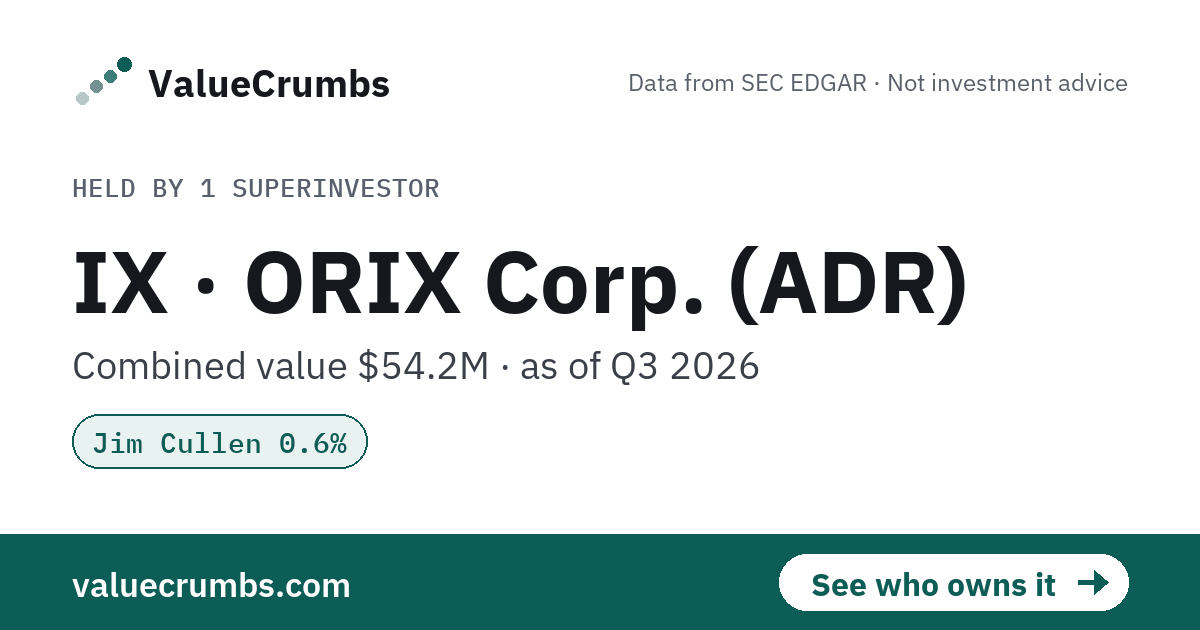 ValueCrumbs
Data from SEC EDGAR · Not investment advice
HELD BY 1 SUPERINVESTOR
IX · ORIX Corp. (ADR)
Combined value $54.2M · as of Q3 2026
Jim Cullen 0.6%
valuecrumbs.com
See who owns it →